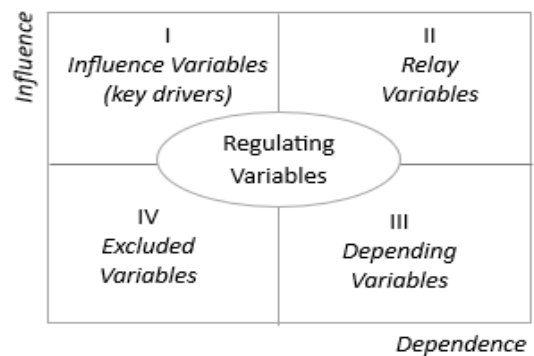 Influence
I
Influence Variables
(key drivers)
II
Relay
Variables
Regulating
Variables
IV
Excluded
Variables
III
Depending
Variables
Dependence